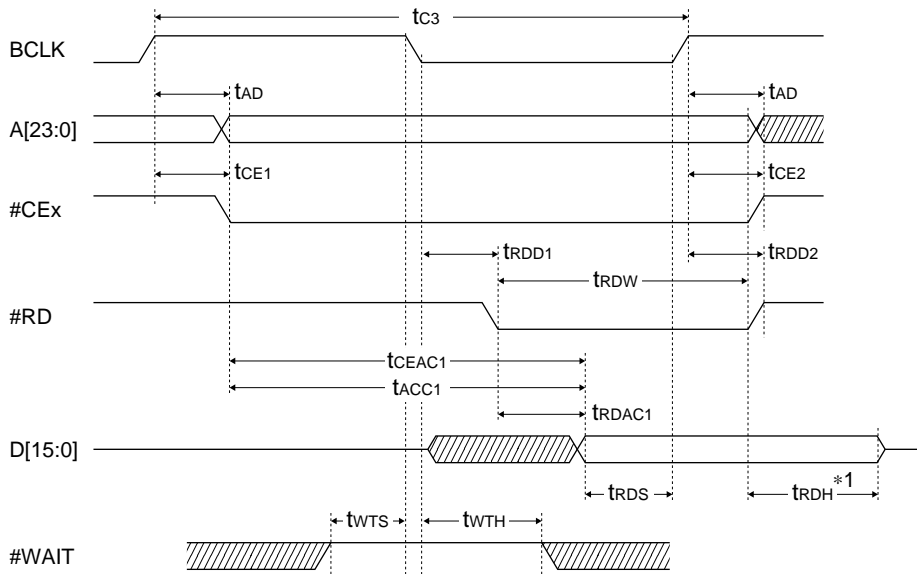 tC3
BCLK
tAD tAD
A[23:0]
tCE1 tCE2
#CEx
tRDD1 tRDD2
tRDW
#RD
tCEAC1
tACC1
tRDAC1
D[15:0]
tRDS tRDH*1
tWTS tWTH
#WAIT